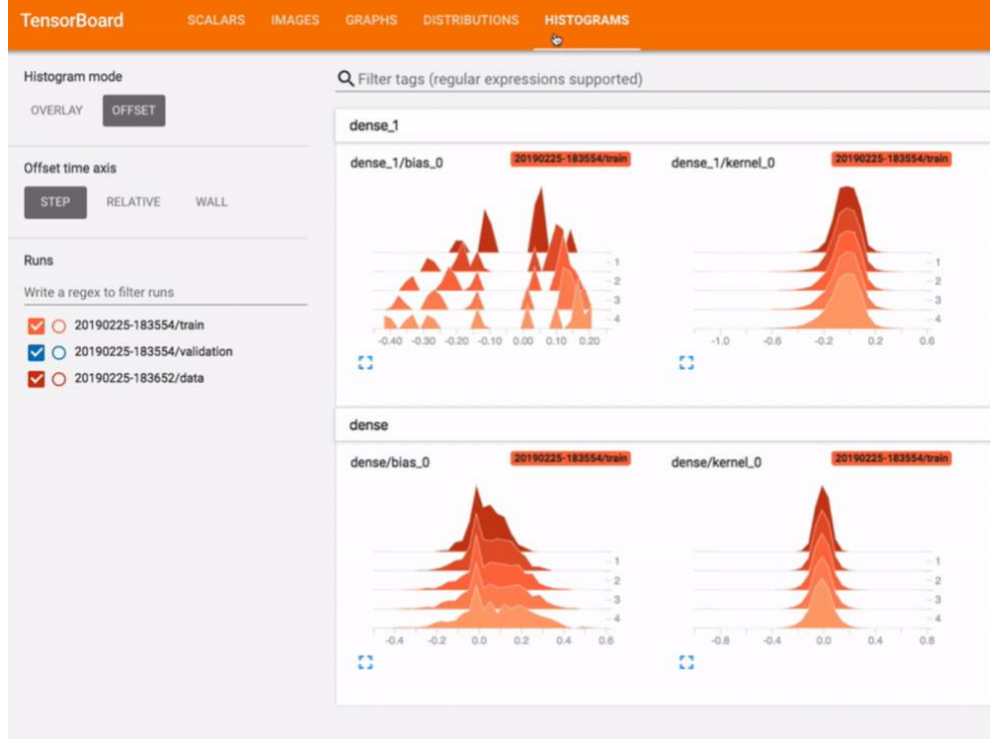 TensorBoard SCALARS IMAGES GRAPHS DISTRIBUTIONS HISTOGRAMS
Histogram mode
OVERLAY OFFSET
Offset time axis
STEP RELATIVE WALL
Runs
Write a regex to filter runs
20190225-183554/train
20190225-183554/validation
20190225-183652/data
Filter tags (regular expressions supported)
dense_1
dense_1/bias_0 20190225-183554/train
1
2
3
4
-0.40 -0.30 -0.20 -0.10 0.00 0.10 0.20
dense_1/kernel_0 20190225-183554/train
1
2
3
4
-1.0 -0.6 -0.2 0.2 0.6
dense
dense/bias_0 20190225-183554/train
1
2
3
4
-0.4 -0.2 0.0 0.2 0.4 0.6
dense/kernel_0 20190225-183554/train
1
2
3
4
-0.8 -0.4 0.0 0.4 0.8